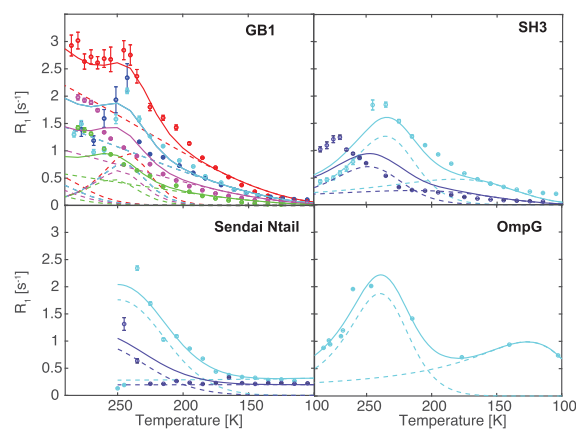 GB1
SH3
R1 [s-1]
3
2.5
2
1.5
1
0.5
0
Sendai Ntail
OmpG
R1 [s-1]
3
2.5
2
1.5
1
0.5
0
250 200 150 100 250 200 150 100
Temperature [K] Temperature [K]